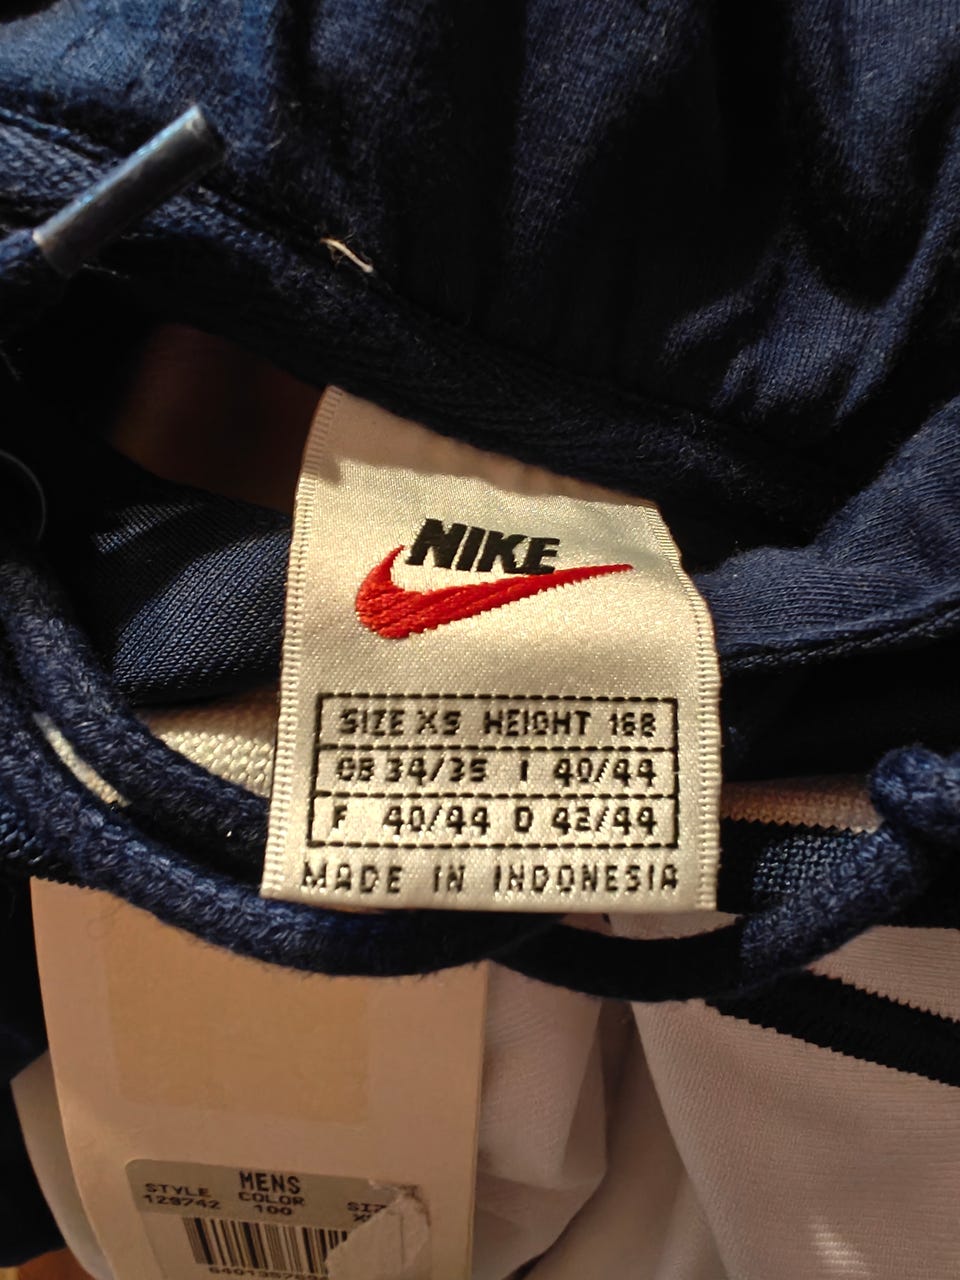 NIKE
SIZE XS HEIGHT 168
GB 34/35 I 40/44
F 40/44 D 42/44
MADE IN INDONESIA
MENS
STYLE COLOR
129742 100